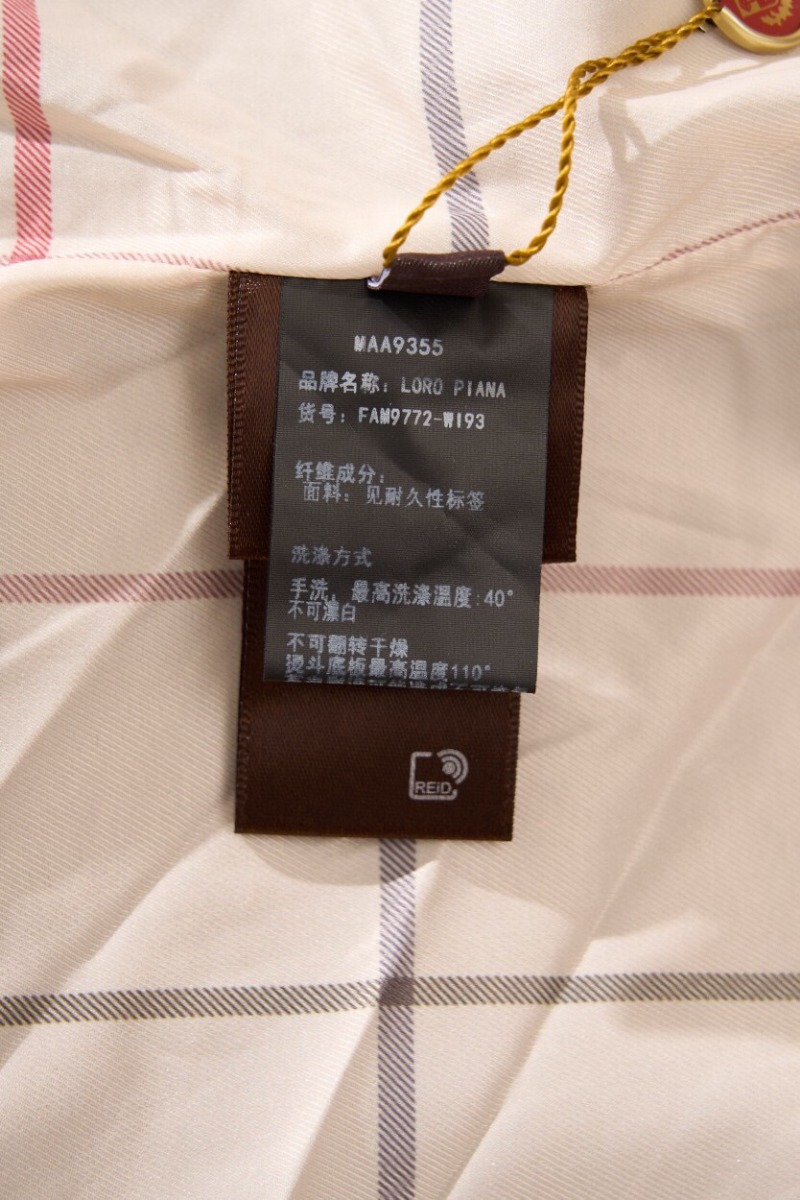 MAA9355
品牌名称: LORO PIANA
货号: FAM9772-W193
纤维成分:
面料: 见耐久性标签
洗涤方式
手洗, 最高洗涤温度:40°
不可漂白
不可翻转干燥
熨斗底板最高温度110°
REiD